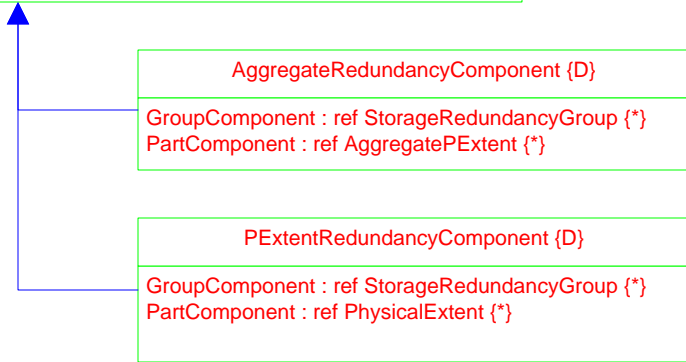 AggregateRedundancyComponent {D}
GroupComponent : ref StorageRedundancyGroup {*}
PartComponent : ref AggregatePExtent {*}
PExtentRedundancyComponent {D}
GroupComponent : ref StorageRedundancyGroup {*}
PartComponent : ref PhysicalExtent {*}